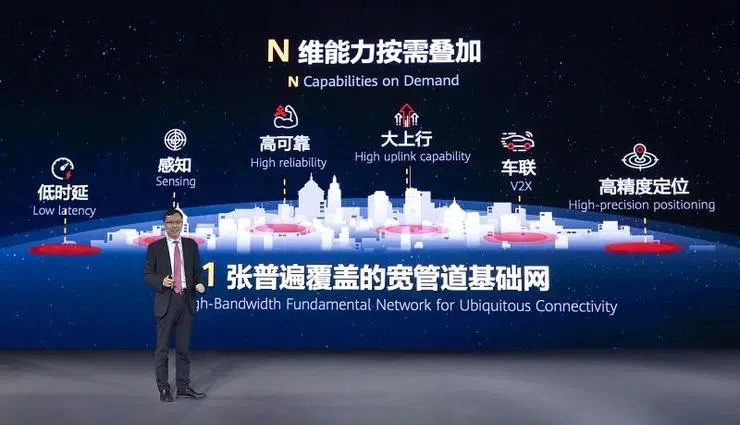 N 维能力按需叠加
N Capabilities on Demand
低时延
Low latency
感知
Sensing
高可靠
High reliability
大上行
High uplink capability
车联
V2X
高精度定位
High-precision positioning
1 张普遍覆盖的宽管道基础网
gh-Bandwidth Fundamental Network for Ubiquitous Connectivity